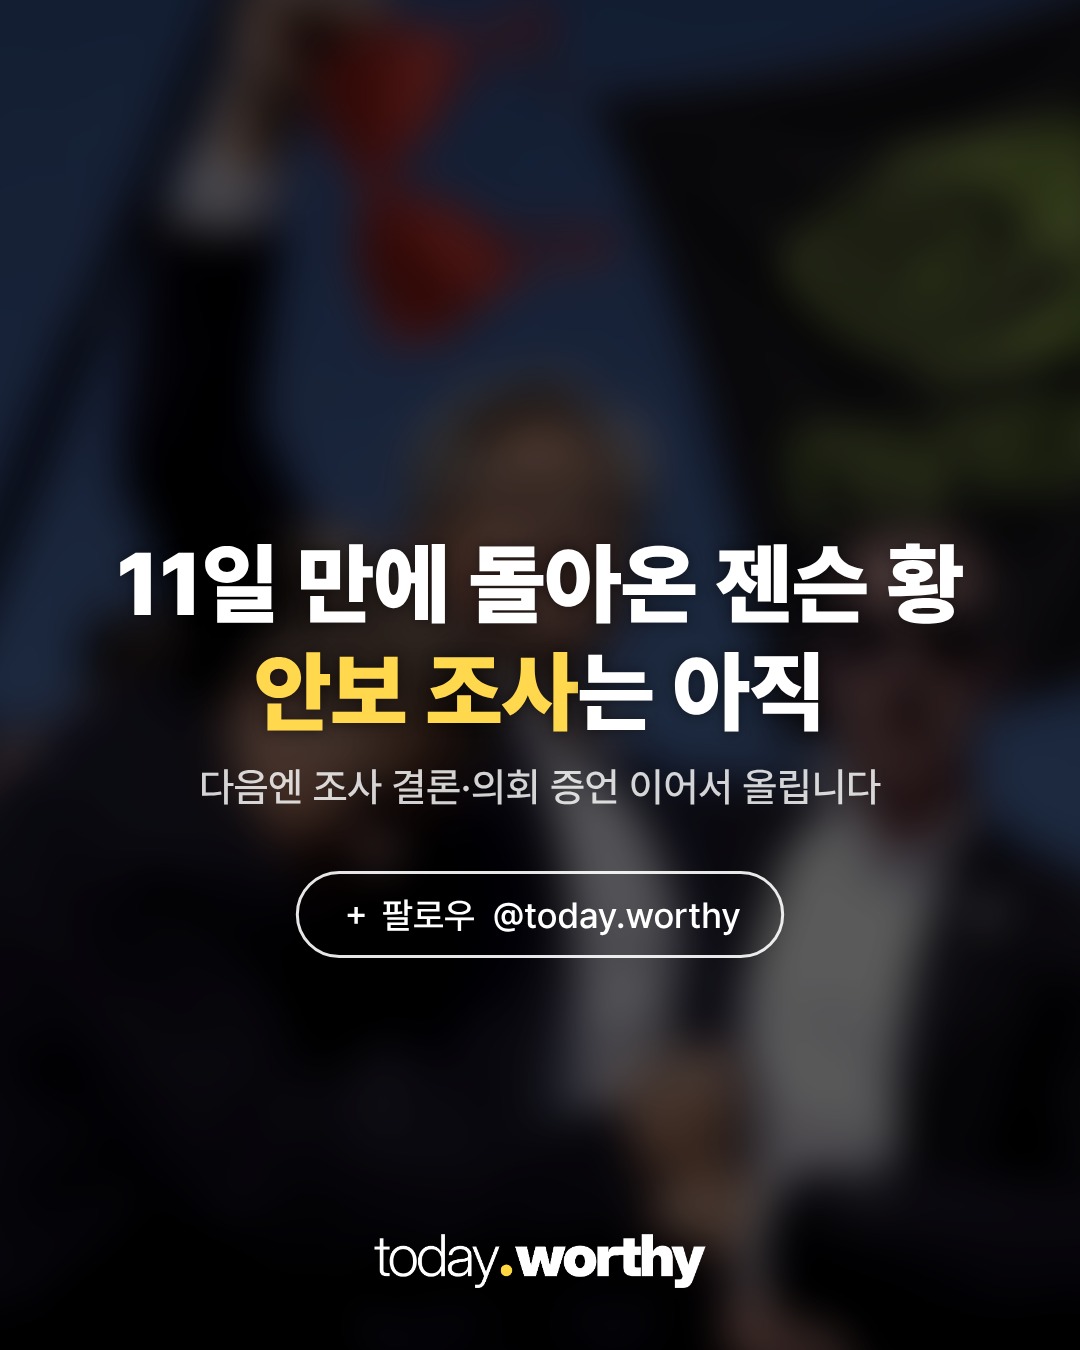 11일 만에 돌아온 젠슨 황
안보 조사는 아직
다음엔 조사 결론·의회 증언 이어서 올립니다
+ 팔로우 @today.worthy
today.worthy